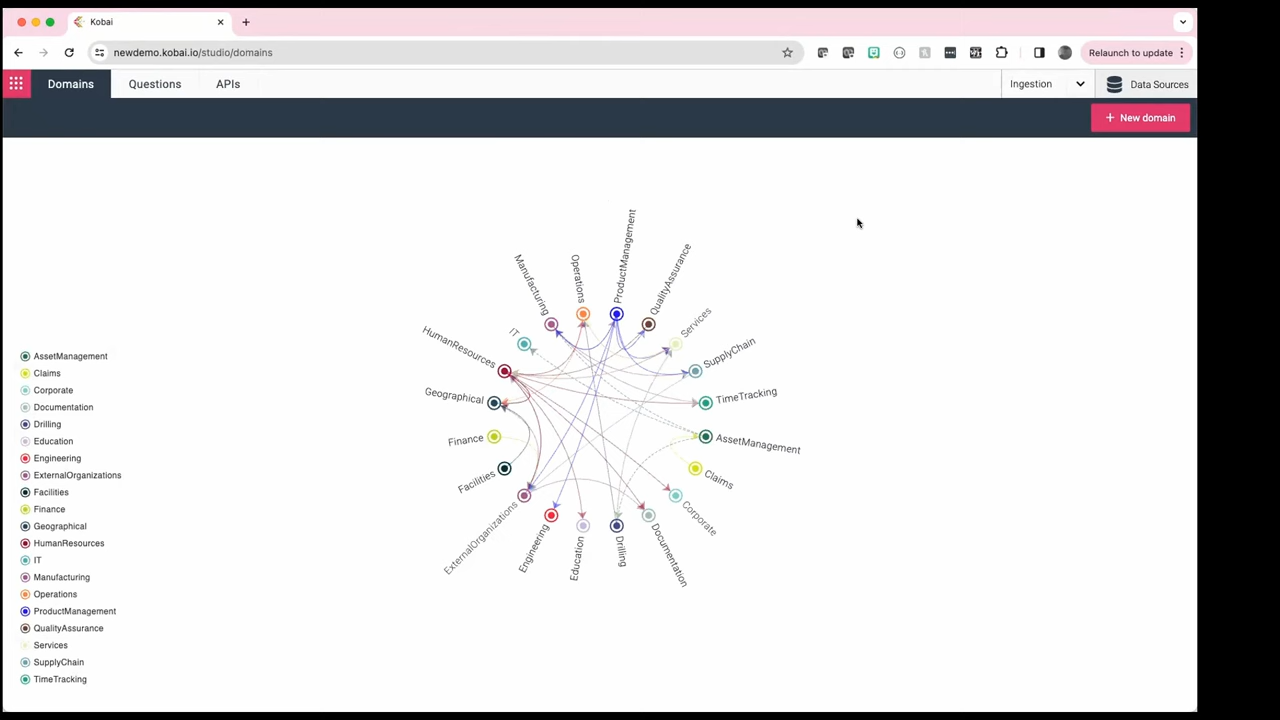 Kobai
newdemo.kobai.io/studio/domains
Relaunch to update
Domains
Questions
APIs
Ingestion
Data Sources
+ New domain
ProductManagement
QualityAssurance
Operations
Manufacturing
Services
IT
SupplyChain
HumanResources
TimeTracking
Geographical
AssetManagement
Finance
Claims
Facilities
Corporate
ExternalOrganizations
Engineering
Education
Drilling
Documentation
AssetManagement
Claims
Corporate
Documentation
Drilling
Education
Engineering
ExternalOrganizations
Facilities
Finance
Geographical
HumanResources
IT
Manufacturing
Operations
ProductManagement
QualityAssurance
Services
SupplyChain
TimeTracking